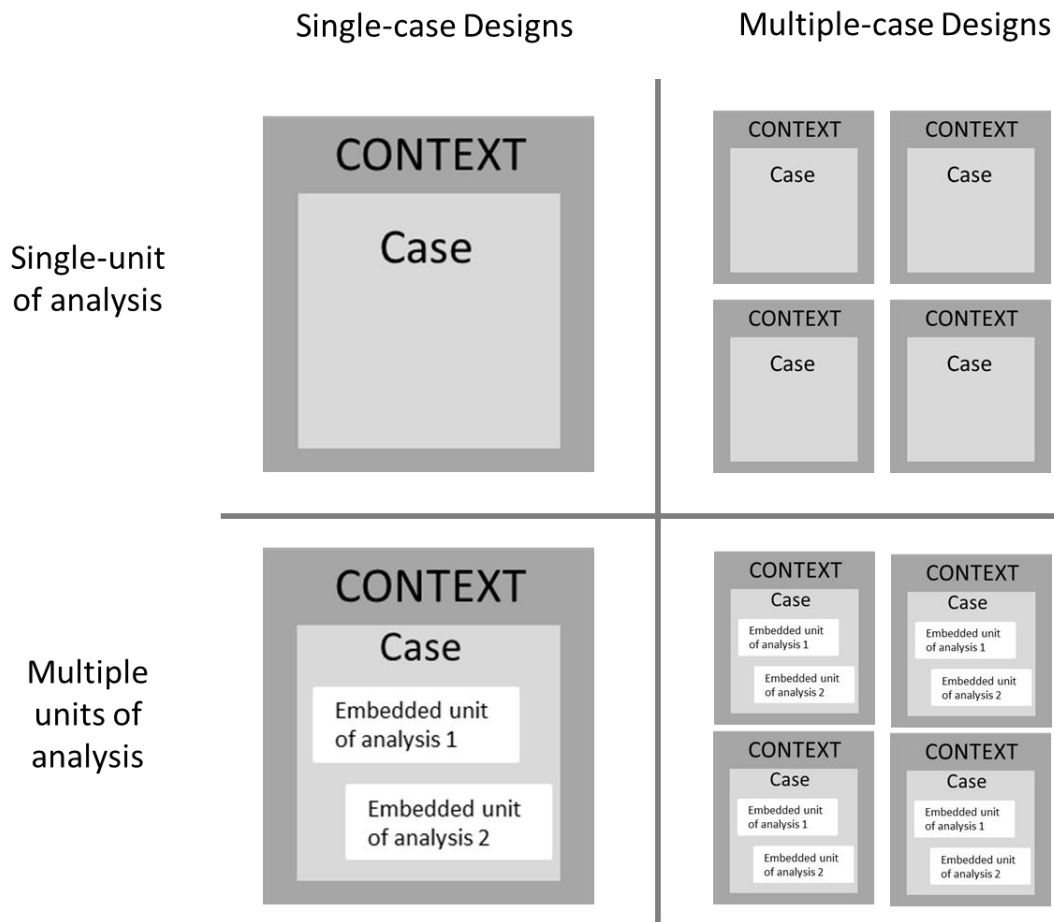 Single-case Designs
Multiple-case Designs
Single-unit
of analysis
CONTEXT
Case
CONTEXT
Case
CONTEXT
Case
CONTEXT
Case
CONTEXT
Case
Multiple
units of
analysis
CONTEXT
Case
Embedded unit
of analysis 1
Embedded unit
of analysis 2
CONTEXT
Case
Embedded unit
of analysis 1
Embedded unit
of analysis 2
CONTEXT
Case
Embedded unit
of analysis 1
Embedded unit
of analysis 2
CONTEXT
Case
Embedded unit
of analysis 1
Embedded unit
of analysis 2
CONTEXT
Case
Embedded unit
of analysis 1
Embedded unit
of analysis 2